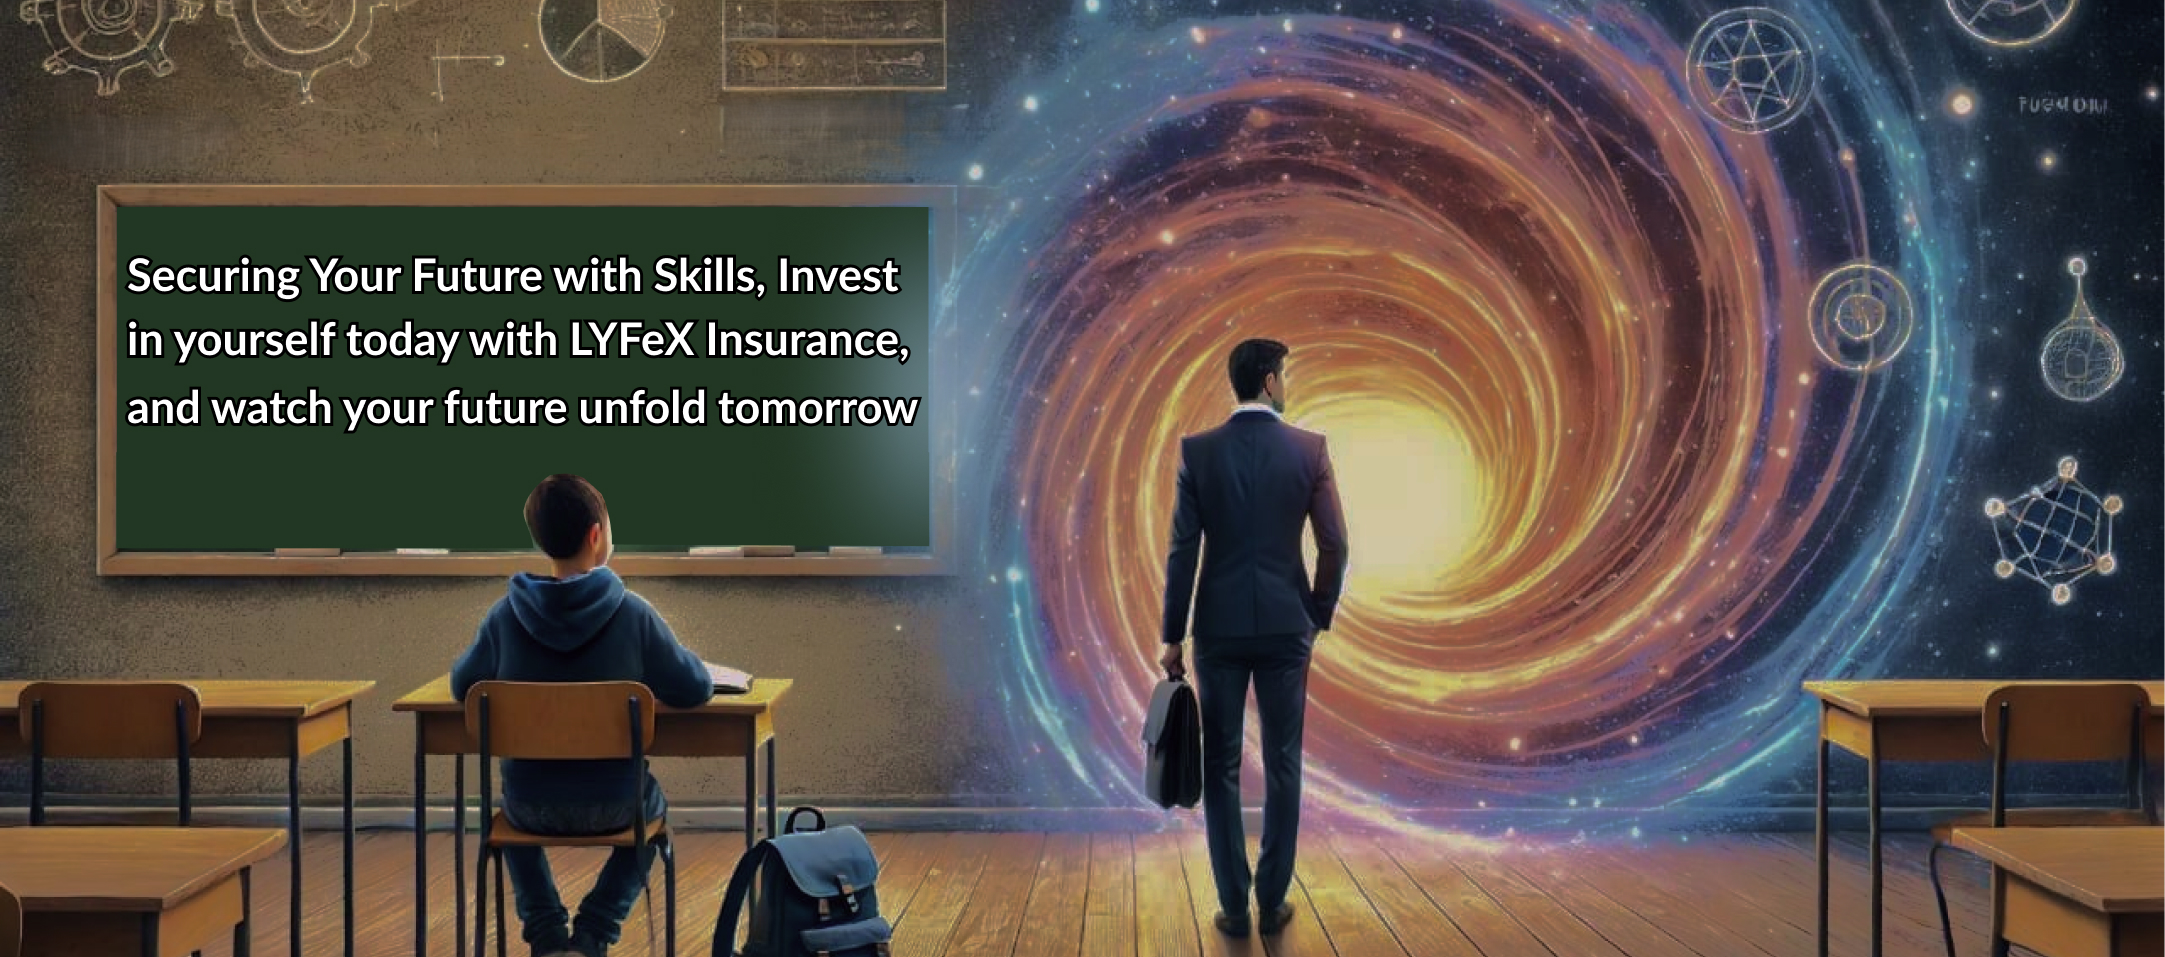 Securing Your Future with Skills, Invest
in yourself today with LYFeX Insurance,
and watch your future unfold tomorrow